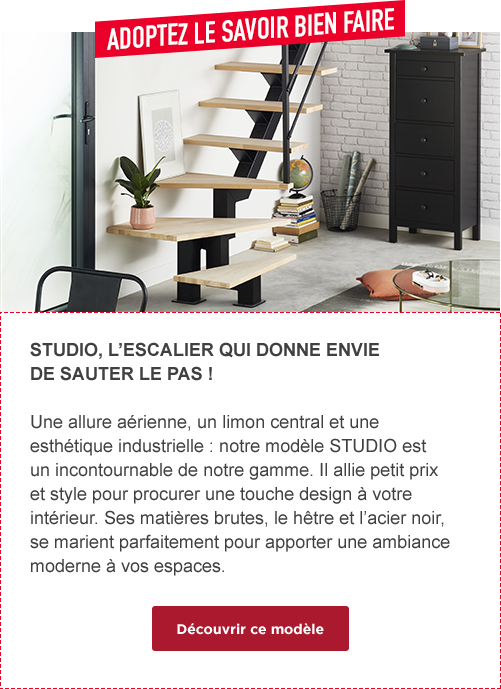 ADOPTEZ LE SAVOIR BIEN FAIRE
STUDIO, L’ESCALIER QUI DONNE ENVIE
DE SAUTER LE PAS !
Une allure aérienne, un limon central et une
esthétique industrielle : notre modèle STUDIO est
un incontournable de notre gamme. Il allie petit prix
et style pour procurer une touche design à votre
intérieur. Ses matières brutes, le hêtre et l’acier noir,
se marient parfaitement pour apporter une ambiance
moderne à vos espaces.
Découvrir ce modèle